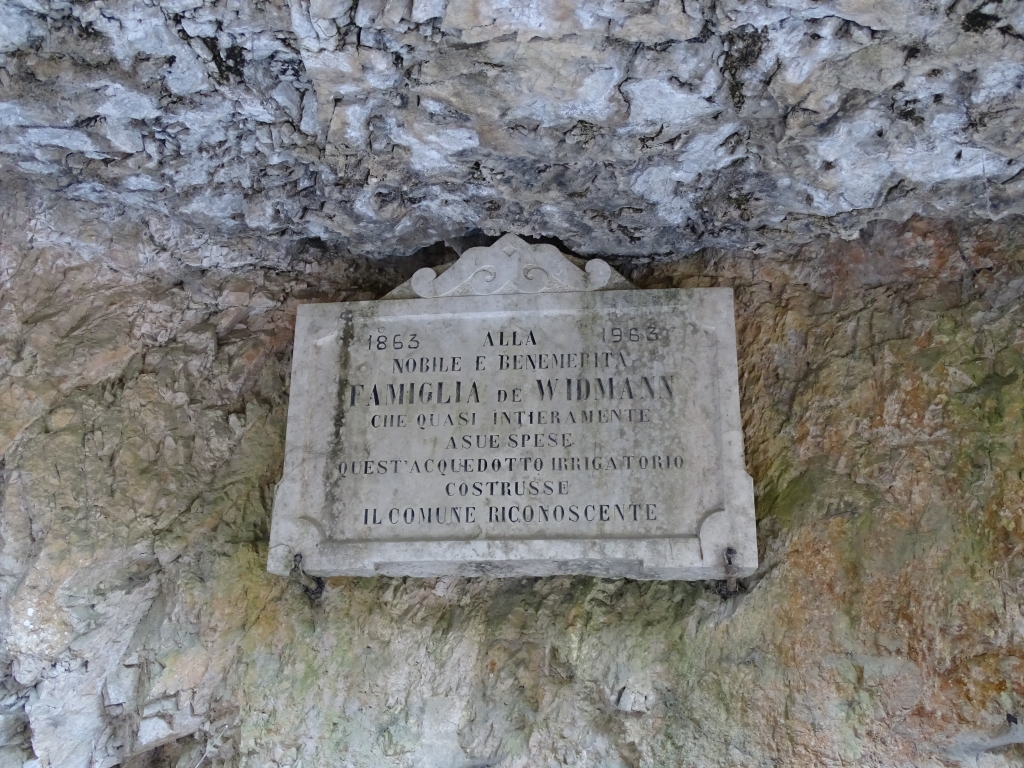 1863 ALLA 1963
NOBILE E BENEMERITA
FAMIGLIA DE WIDMANN
CHE QUASI INTIERAMENTE
A SUE SPESE
QUEST'ACQUEDOTTO IRRIGATORIO
COSTRUSSE
IL COMUNE RICONOSCENTE